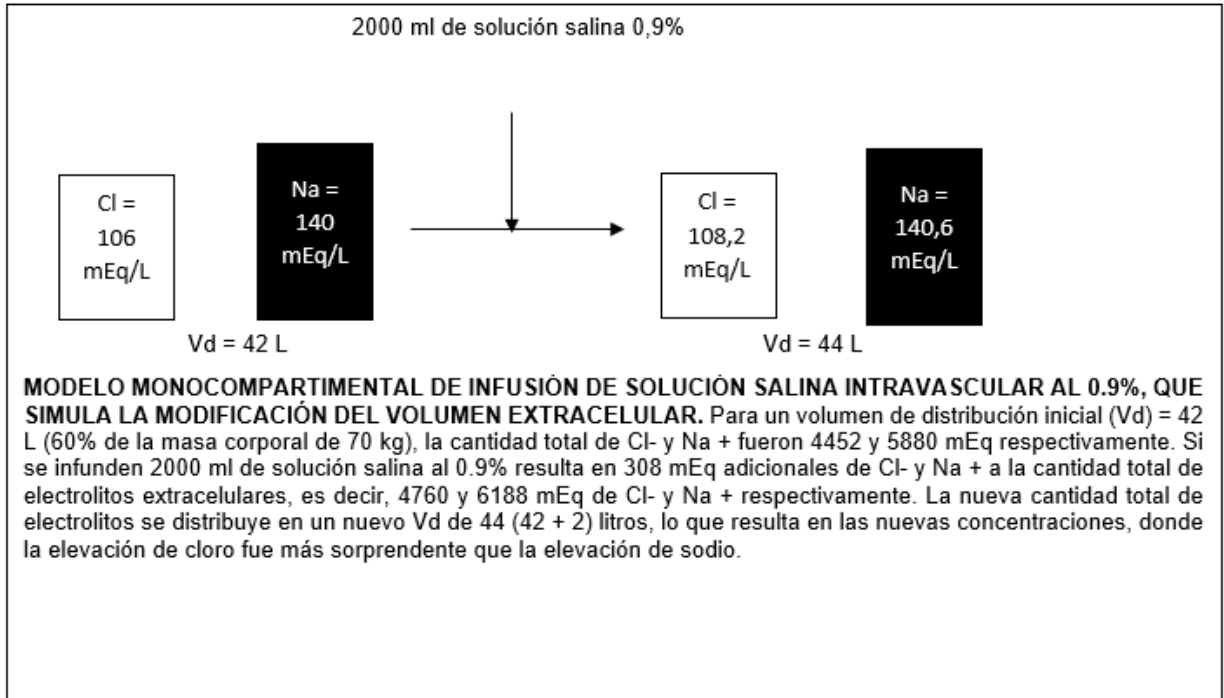 2000 ml de solución salina 0,9%
Cl =
106
mEq/L
Na =
140
mEq/L
Cl =
108,2
mEq/L
Na =
140,6
mEq/L
Vd = 42 L
Vd = 44 L
MODELO MONOCOMPARTIMENTAL DE INFUSIÓN DE SOLUCIÓN SALINA INTRAVASCULAR AL 0.9%, QUE
SIMULA LA MODIFICACIÓN DEL VOLUMEN EXTRACELULAR. Para un volumen de distribución inicial (Vd) = 42
L (60% de la masa corporal de 70 kg), la cantidad total de Cl- y Na + fueron 4452 y 5880 mEq respectivamente. Si
se infunden 2000 ml de solución salina al 0.9% resulta en 308 mEq adicionales de Cl- y Na + a la cantidad total de
electrolitos extracelulares, es decir, 4760 y 6188 mEq de Cl- y Na + respectivamente. La nueva cantidad total de
electrolitos se distribuye en un nuevo Vd de 44 (42 + 2) litros, lo que resulta en las nuevas concentraciones, donde
la elevación de cloro fue más sorprendente que la elevación de sodio.